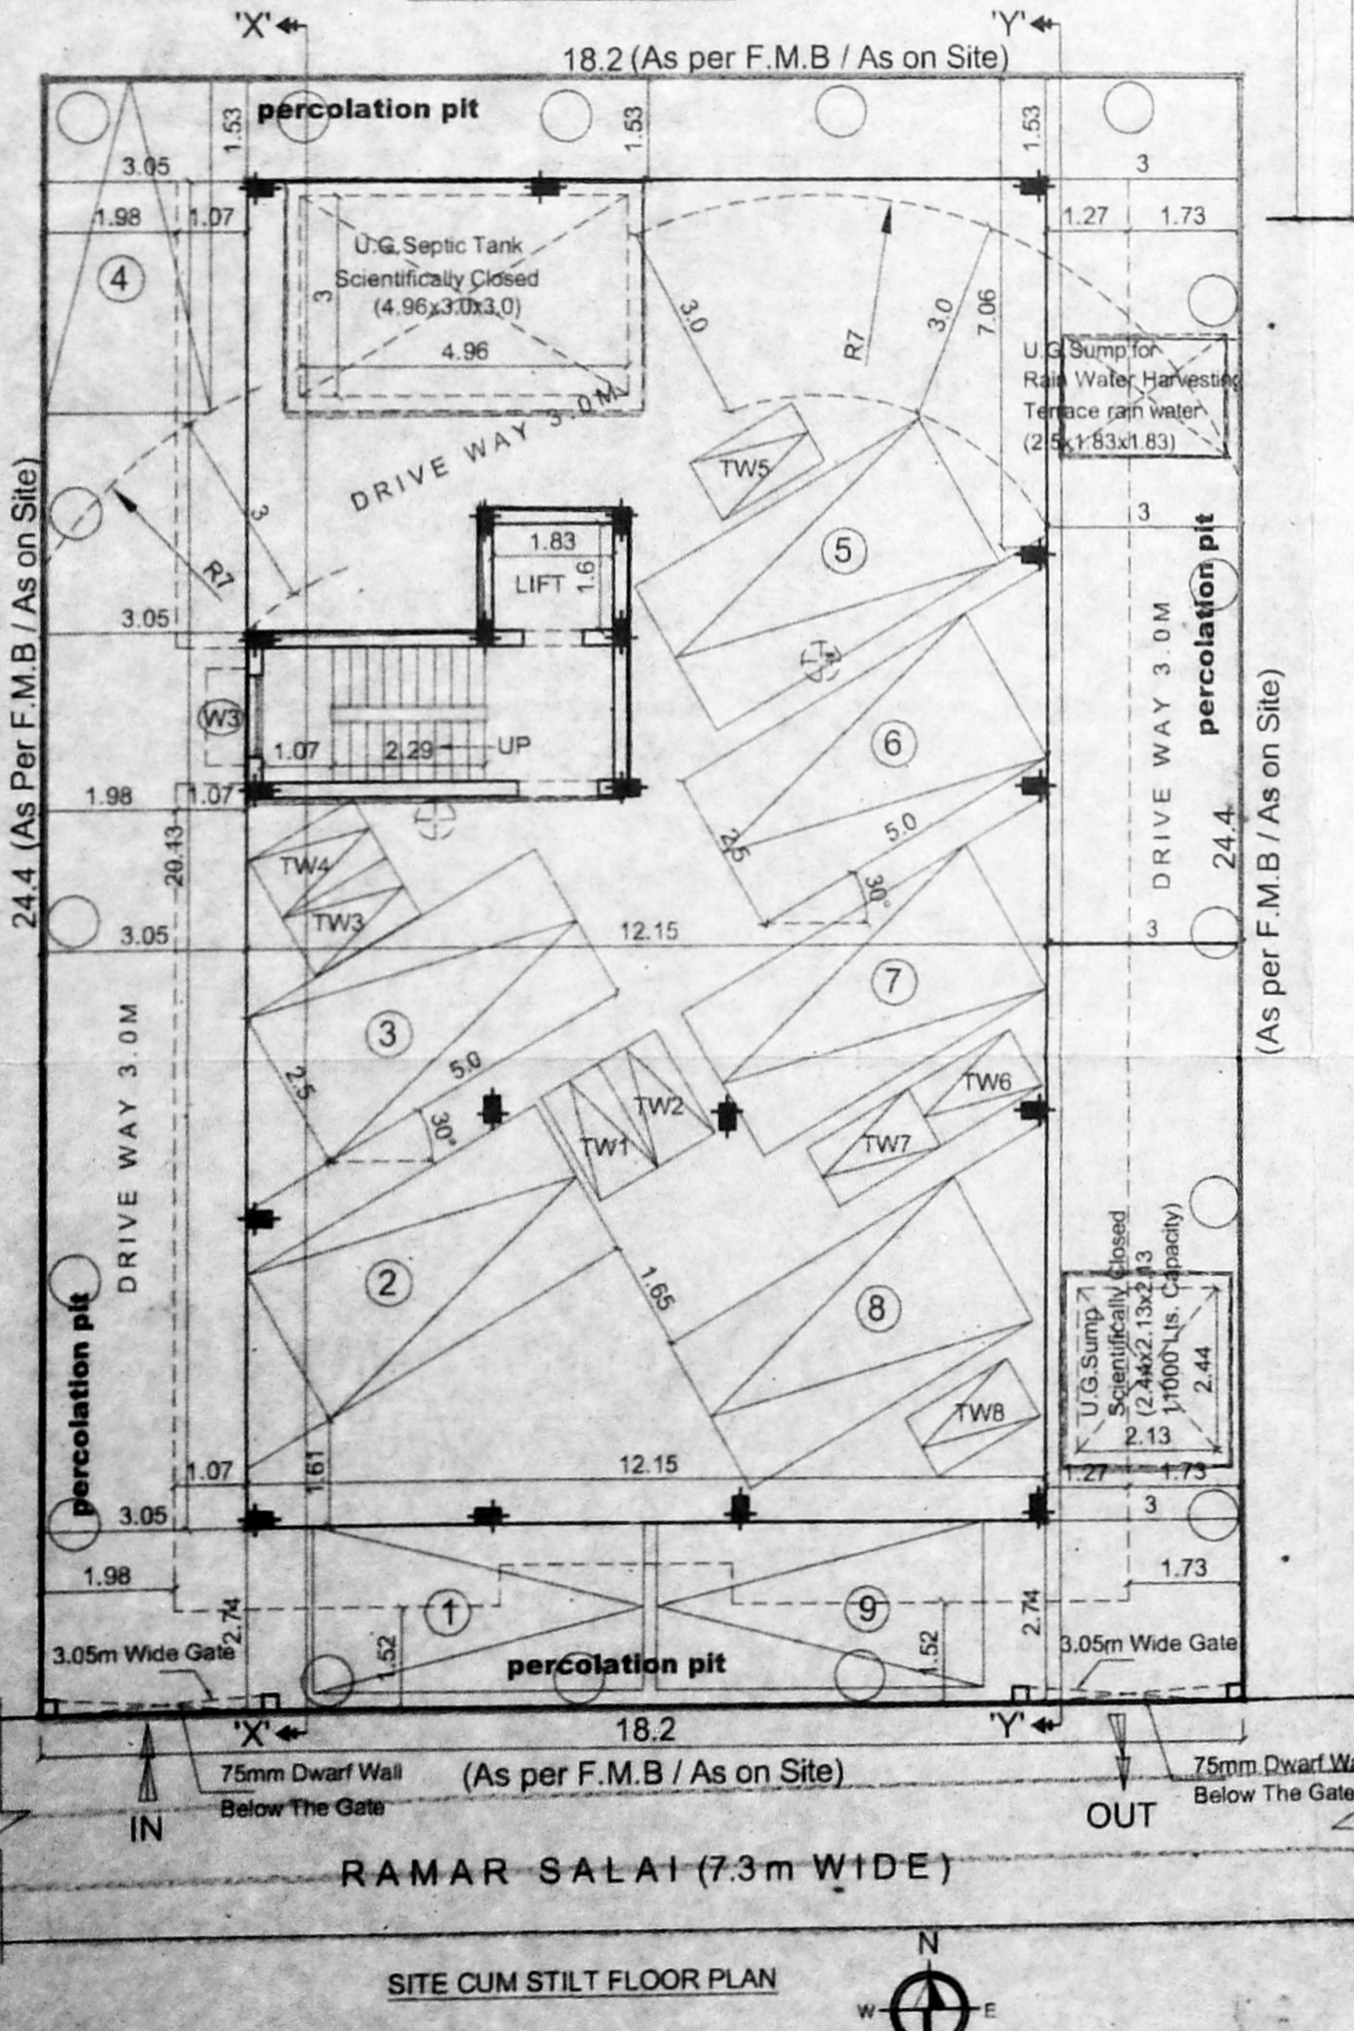 'X' 'Y'
18.2 (As per F.M.B / As on Site)
percolation pit
1.53 1.53 1.53
3.05 3
1.98 1.07 1.27 1.73
4
U.G.Septic Tank
Scientifically Closed
(4.96x3.0x3.0)
3
4.96
3.0 R7 3.0 7.06
U.G.Sump for
Rain Water Harvesting
Terrace rain water
(2.5x1.83x1.83)
DRIVE WAY 3.0M
TW5
3 R7
1.83
LIFT 1.6
5
3
3.05
24.4 (As Per F.M.B / As on Site)
W3
1.07 2.29 UP
6
2.5 5.0
30°
DRIVE WAY 3.0M
percolation pit
24.4
(As per F.M.B / As on Site)
1.98 1.07
20.13
TW4
TW3
3.05 12.15 3
3
2.5 5.0
30°
7
TW6
TW7
TW2
TW1
DRIVE WAY 3.0M
2
1.65
8
TW8
U.G.Sump
Scientifically Closed
(2.44x2.13x2.13
11000 Lts. Capacity)
2.44
2.13
percolation pit
1.07 1.61 12.15 1.27 1.73
3.05 3
1.98 1.73
2.74 1 9 2.74
1.52 1.52
3.05m Wide Gate 3.05m Wide Gate
percolation pit
'X' 18.2 'Y'
(As per F.M.B / As on Site)
75mm Dwarf Wall
Below The Gate
75mm Dwarf Wa
Below The Gate
IN OUT
RAMAR SALAI (7.3m WIDE)
SITE CUM STILT FLOOR PLAN
N
W E